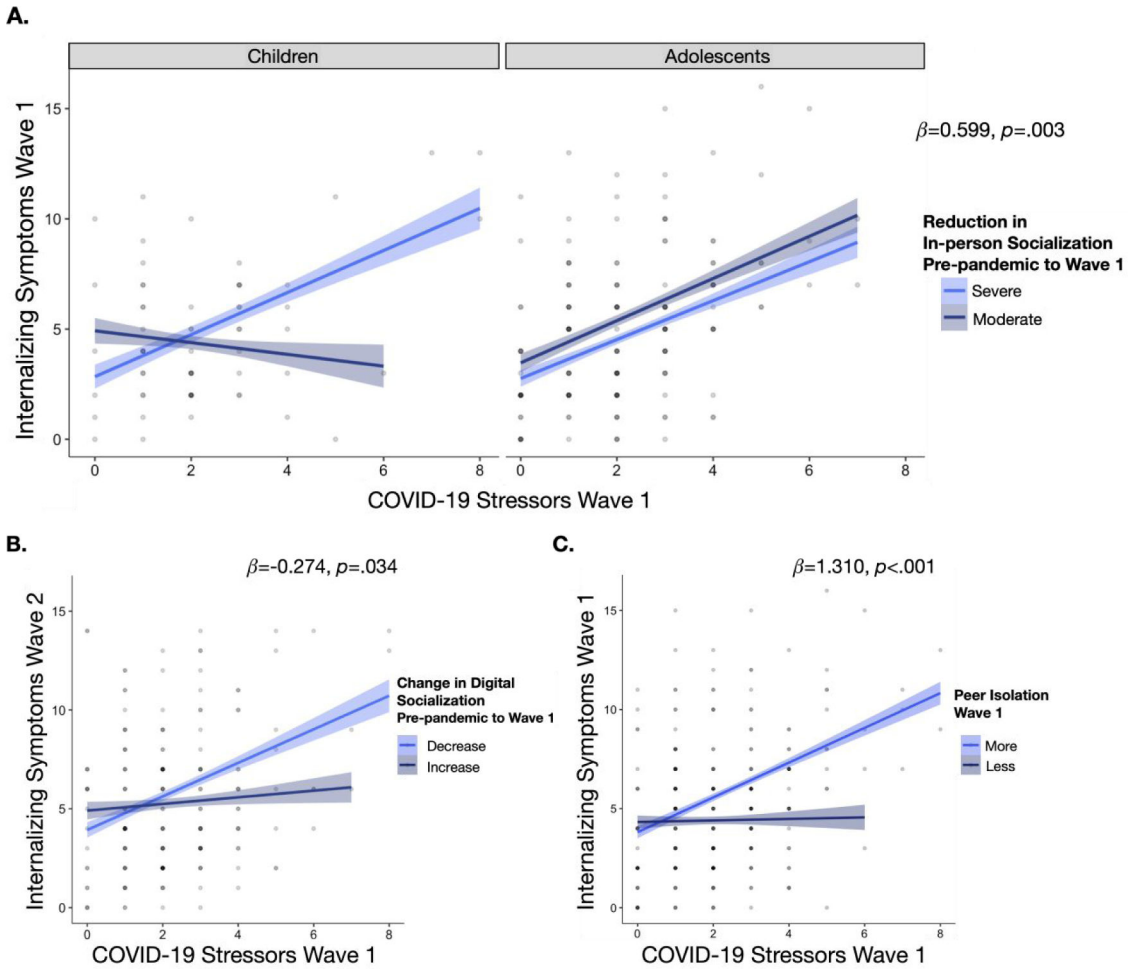 A.
Children
Adolescents
Internalizing Symptoms Wave 1
15
10
5
0
0 2 4 6 8
0 2 4 6 8
COVID-19 Stressors Wave 1
β=0.599, p=.003
Reduction in
In-person Socialization
Pre-pandemic to Wave 1
Severe
Moderate
B.
β=-0.274, p=.034
Internalizing Symptoms Wave 2
15
10
5
0
0 2 4 6 8
COVID-19 Stressors Wave 1
Change in Digital
Socialization
Pre-pandemic to Wave 1
Decrease
Increase
C.
β=1.310, p<.001
Internalizing Symptoms Wave 1
15
10
5
0
0 2 4 6 8
COVID-19 Stressors Wave 1
Peer Isolation
Wave 1
More
Less